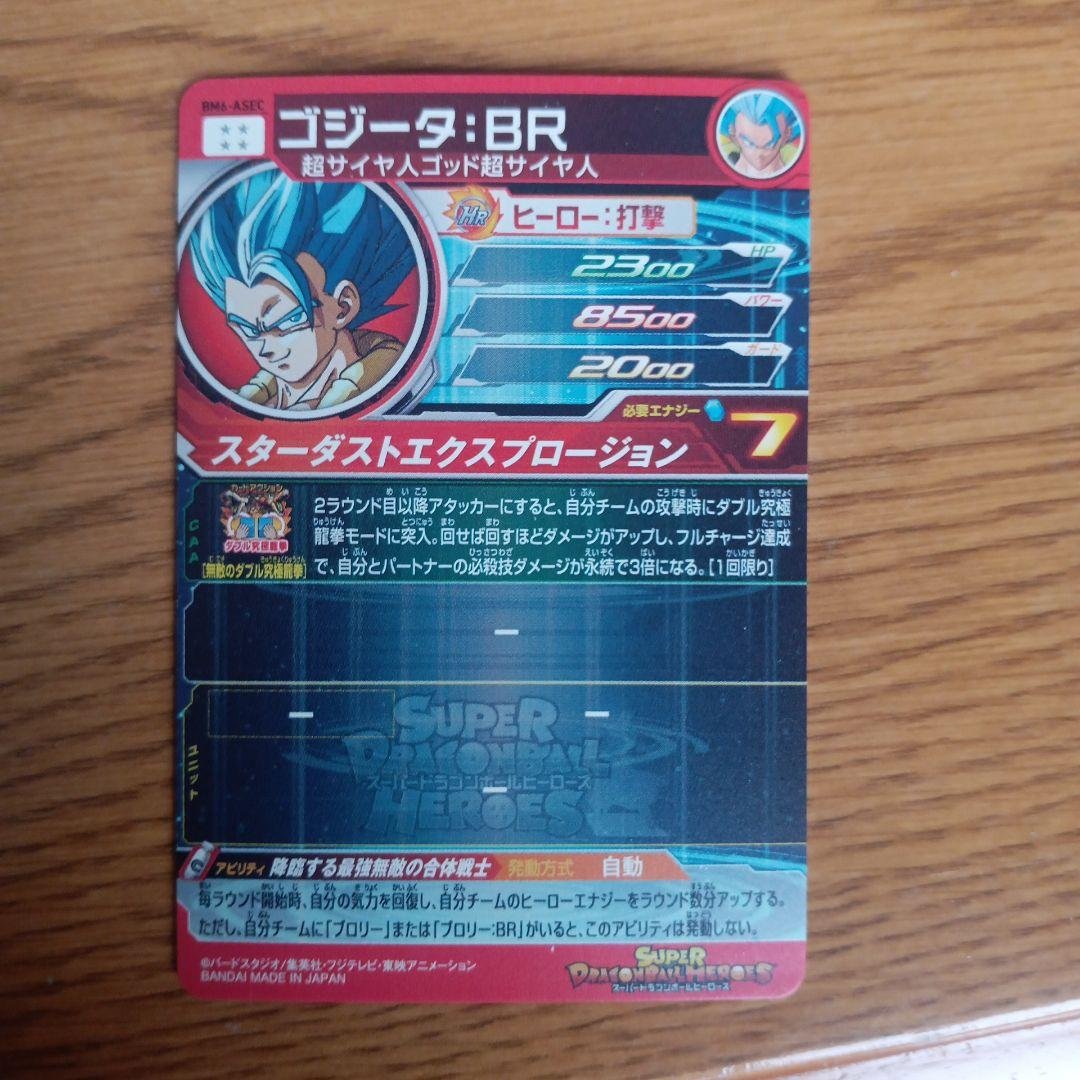 BM6-ASEC
ゴジータ:BR
超サイヤ人ゴッド超サイヤ人
HR ヒーロー:打撃
HP
2300
パワー
8500
ガード
2000
必要エナジー 7
スターダストエクスプロージョン
CAA
カードアクション
ダブル究極龍拳
[無敵のダブル究極龍拳]
2ラウンド目以降アタッカーにすると、自分チームの攻撃時にダブル究極
龍拳モードに突入。回せば回すほどダメージがアップし、フルチャージ達成
で、自分とパートナーの必殺技ダメージが永続で3倍になる。[1回限り]
ー
ユニット
ー ー
ー
SUPER
DRAGONBALL
スーパードラゴンボールヒーローズ
HEROES
アビリティ 降臨する最強無敵の合体戦士 発動方式 自動
毎ラウンド開始時、自分の気力を回復し、自分チームのヒーローエナジーをラウンド数分アップする。
ただし、自分チームに「ブロリー」または「ブロリー:BR」がいると、このアビリティは発動しない。
©バードスタジオ/集英社・フジテレビ・東映アニメーション
BANDAI MADE IN JAPAN
SUPER
DRAGONBALL HEROES
スーパードラゴンボールヒーローズ